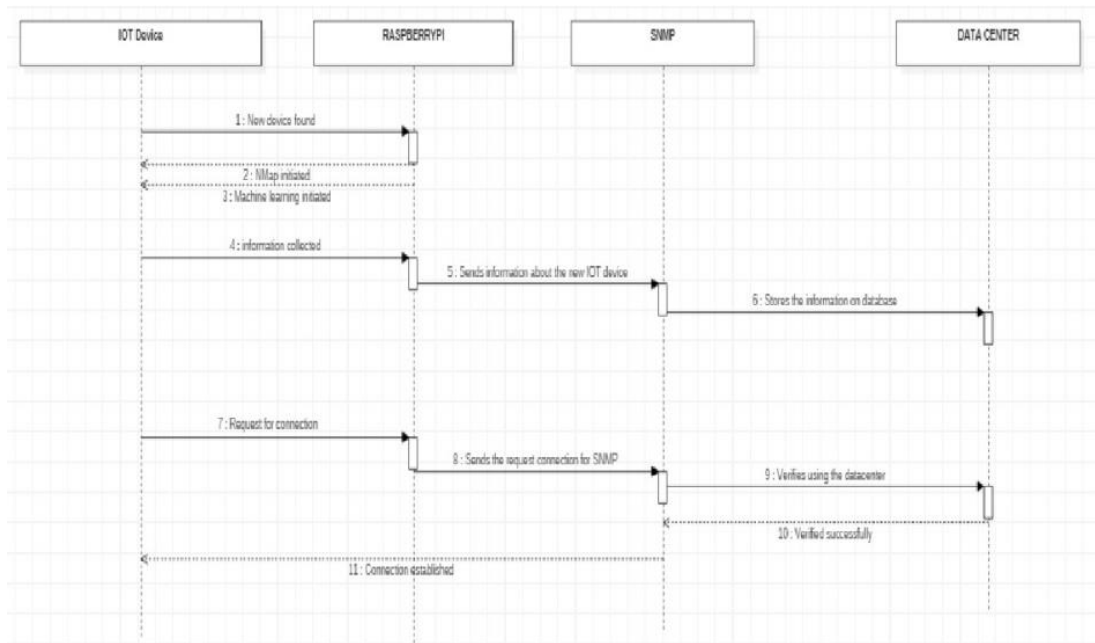 IOT Device
RASPBERRYPI
SNMP
DATA CENTER
1 : New device found
2 : NMap initiated
3 : Machine learning initiated
4 : information collected
5 : Sends information about the new IOT device
6 : Stores the information on database
7 : Request for connection
8 : Sends the request connection for SNMP
9 : Verifies using the datacenter
10 : Verified successfully
11 : Connection established